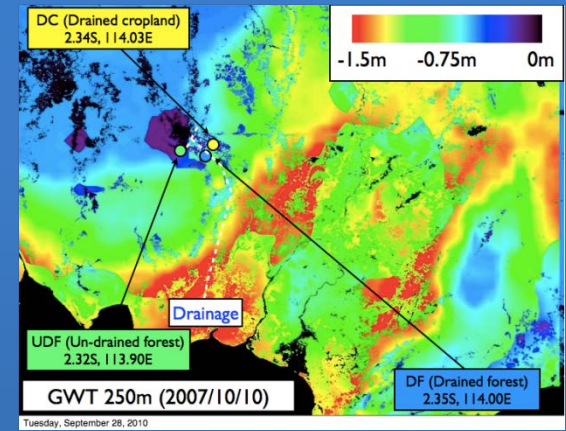 DC (Drained cropland)
2.34S, 114.03E
-1.5m -0.75m 0m
Drainage
UDF (Un-drained forest)
2.32S, 113.90E
DF (Drained forest)
2.35S, 114.00E
GWT 250m (2007/10/10)
Tuesday, September 28, 2010